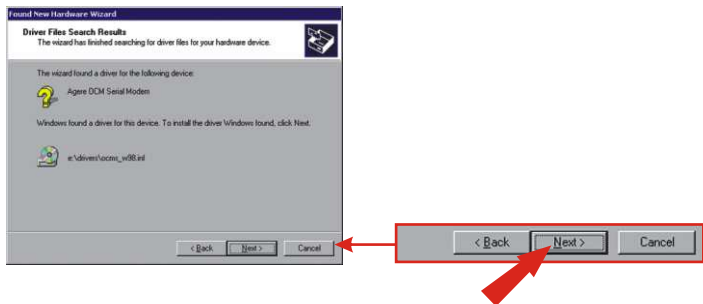 Found New Hardware Wizard
Driver Files Search Results
The wizard has finished searching for driver files for your hardware device.
The wizard found a driver for the following device:
Agere OCM Serial Modem
Windows found a driver for this device. To install the driver Windows found, click Next.
e:\drivers\ocms_w98.inf
< Back Next > Cancel
< Back Next > Cancel